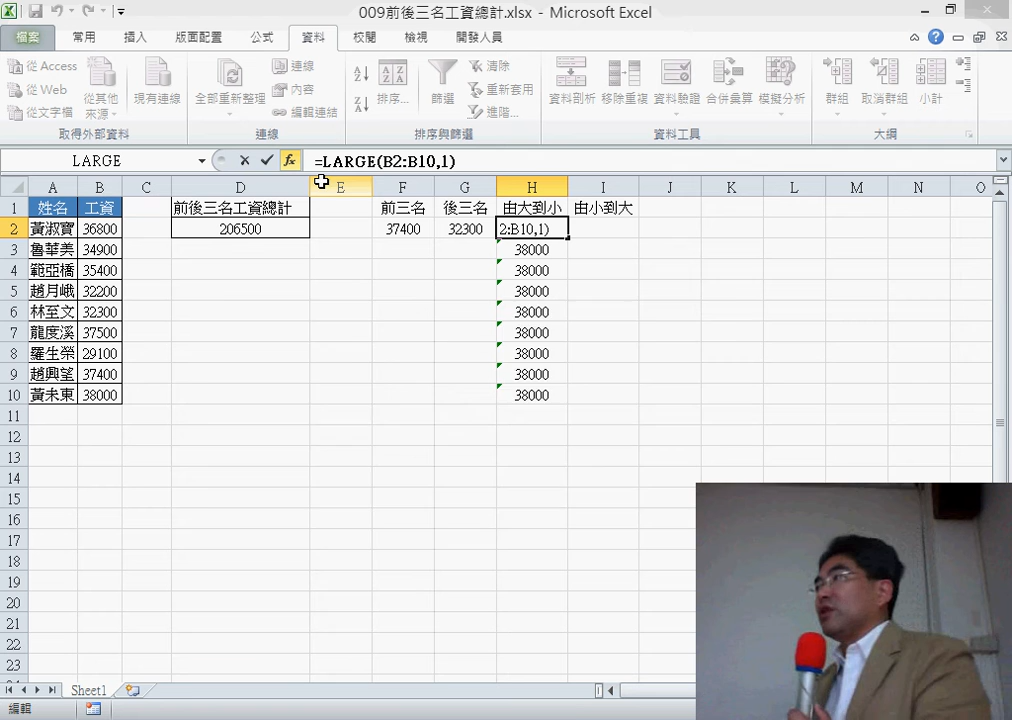 009前後三名工資總計.xlsx - Microsoft Excel
檔案 常用 插入 版面配置 公式 資料 校閱 檢視 開發人員
從 Access
從 Web
從文字檔
從其他來源
現有連線
全部重新整理
連線
內容
編輯連結
排序...
篩選
清除
重新套用
進階...
資料剖析 移除重複 資料驗證 合併彙算 模擬分析
群組 取消群組 小計
取得外部資料 連線 排序與篩選 資料工具 大綱
LARGE fx =LARGE(B2:B10,1)
A B C D E F G H I J K L M N O
1 姓名 工資 前後三名工資總計 前三名 後三名 由大到小 由小到大
2 黃淑寶 36800 206500 37400 32300 2:B10,1)
3 魯華美 34900 38000
4 範亞橋 35400 38000
5 趙月峨 32200 38000
6 林至文 32300 38000
7 龍度溪 37500 38000
8 羅生榮 29100 38000
9 趙興望 37400 38000
10 黃未東 38000 38000
11
12
13
14
15
16
17
18
19
20
21
22
23
Sheet1
編輯